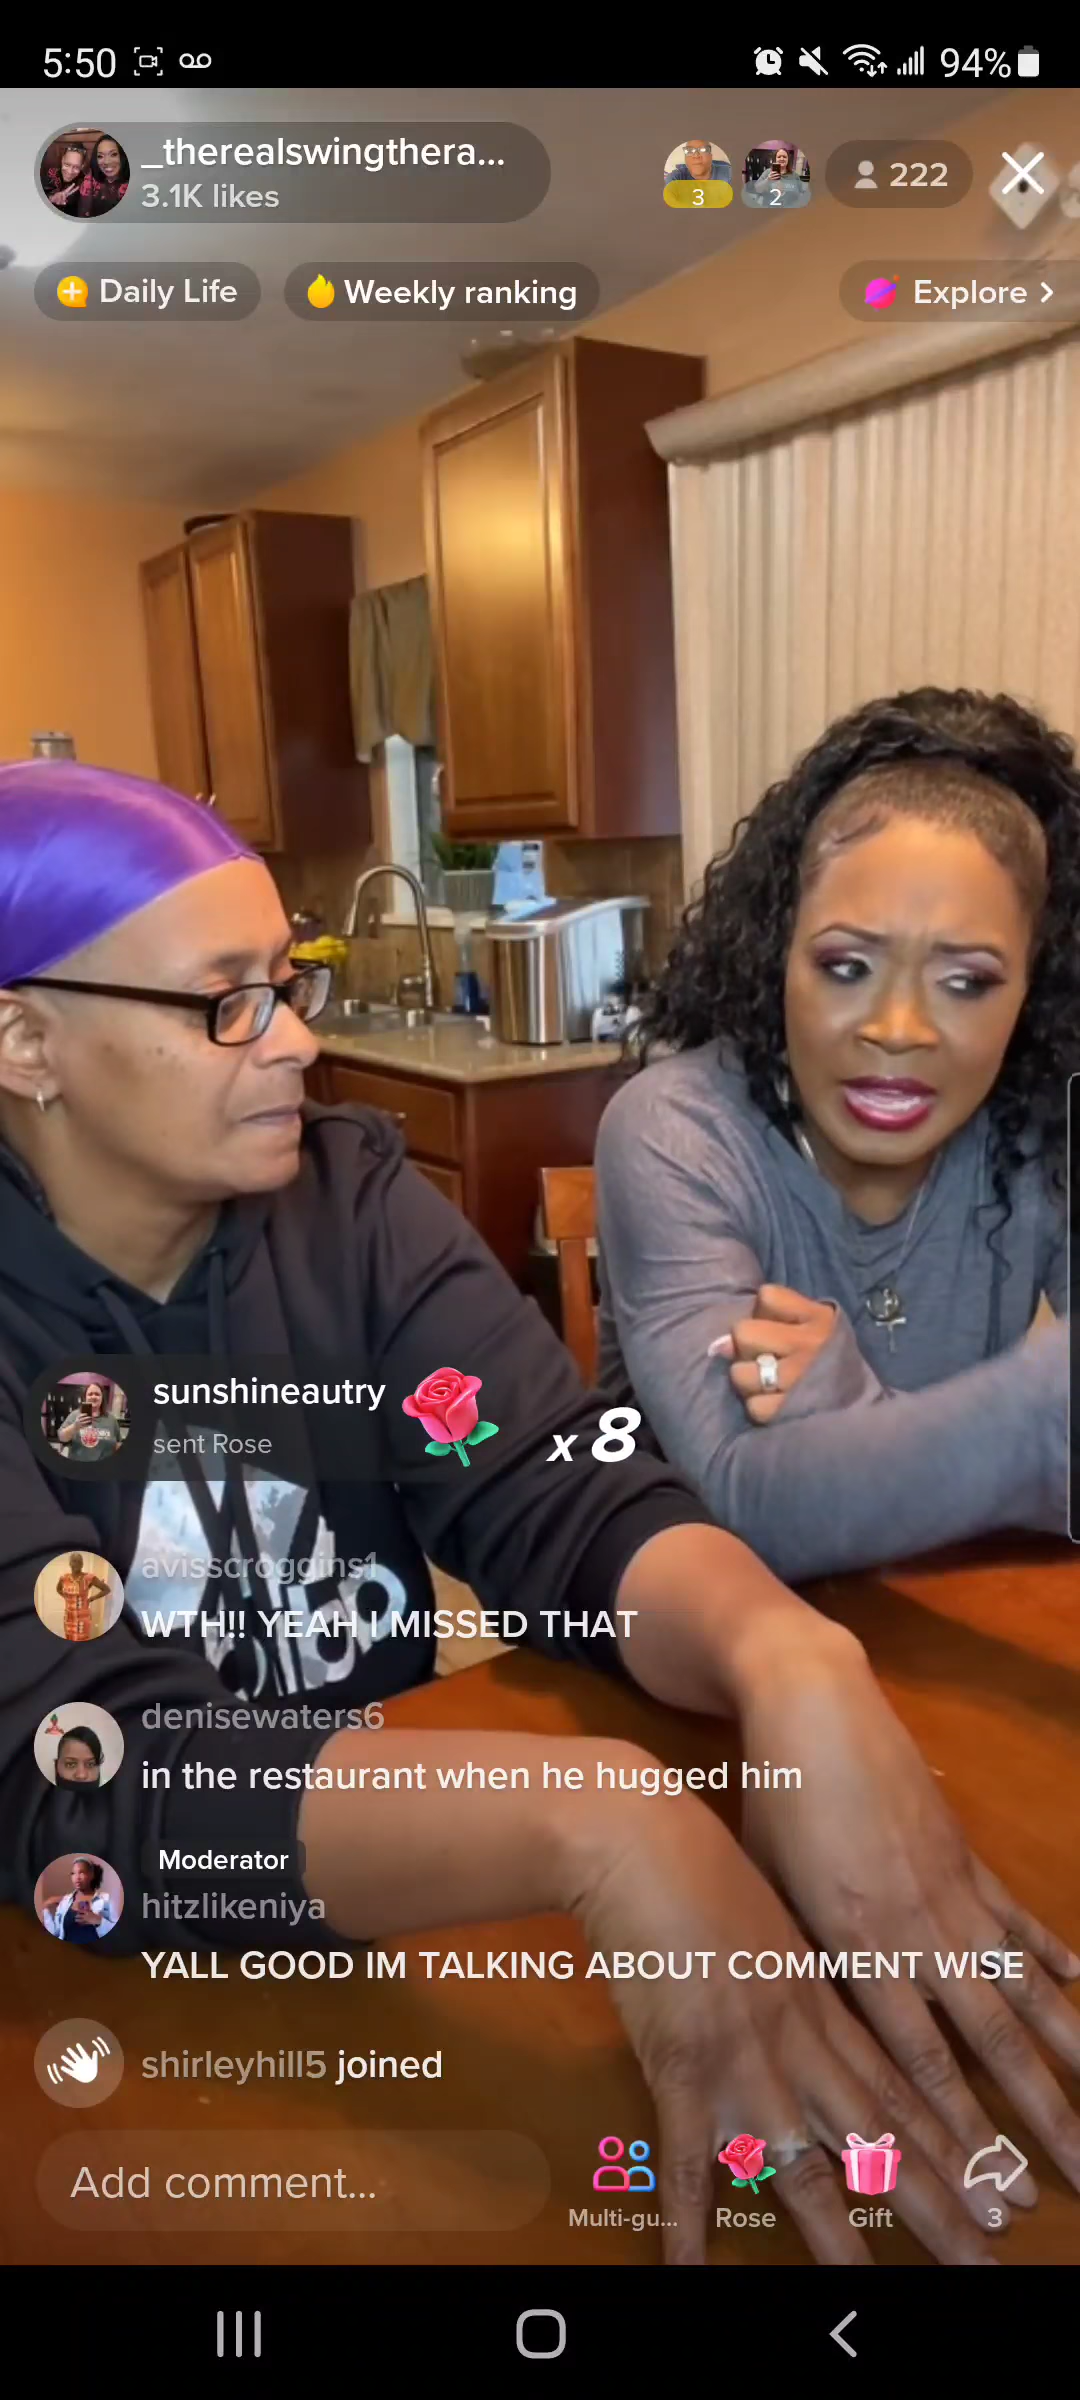 5:50
94%
_therealswingthera...
3.1K likes
3
2
222
Daily Life
Weekly ranking
Explore >
sunshineautry
sent Rose
x 8
avisscroggins1
WTH!! YEAH I MISSED THAT
denisewaters6
in the restaurant when he hugged him
Moderator
hitzlikeniya
YALL GOOD IM TALKING ABOUT COMMENT WISE
shirleyhill5 joined
Add comment...
Multi-gu...
Rose
Gift
3